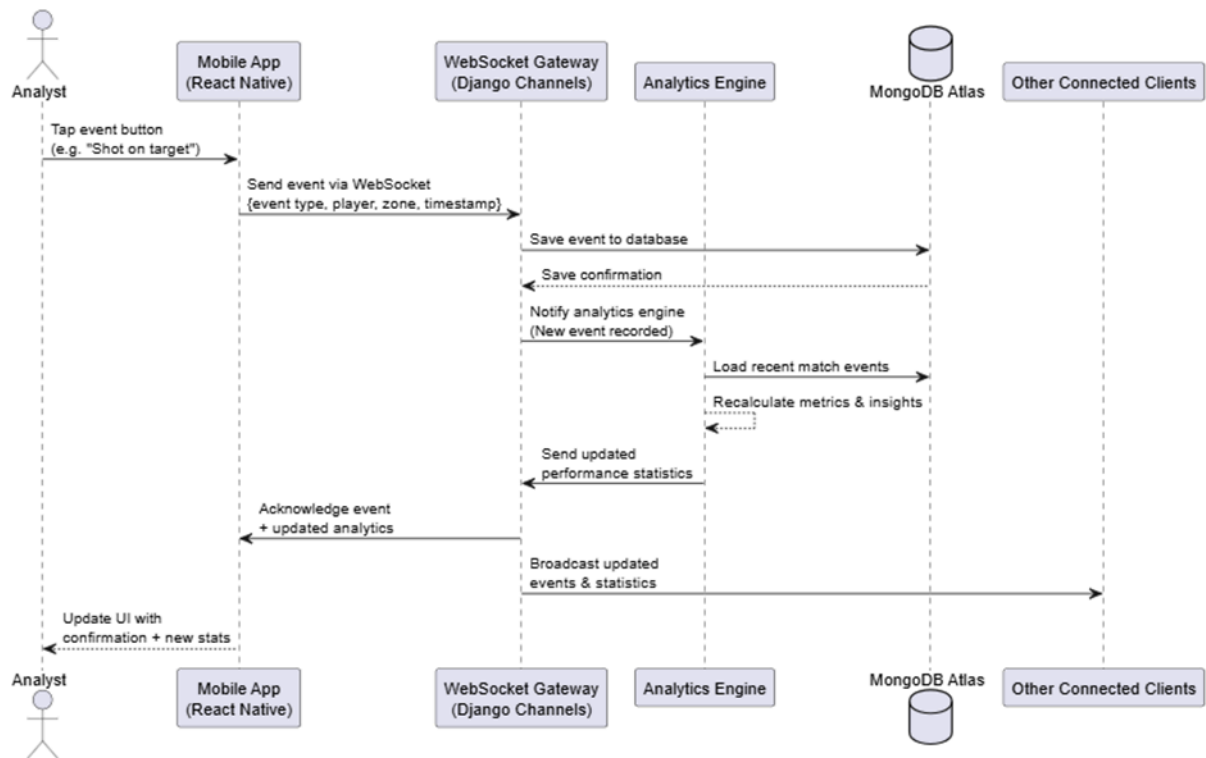 Analyst
Mobile App
(React Native)
WebSocket Gateway
(Django Channels)
Analytics Engine
MongoDB Atlas
Other Connected Clients
Tap event button
(e.g. "Shot on target")
Send event via WebSocket
{event type, player, zone, timestamp}
Save event to database
Save confirmation
Notify analytics engine
(New event recorded)
Load recent match events
Recalculate metrics & insights
Send updated
performance statistics
Acknowledge event
+ updated analytics
Broadcast updated
events & statistics
Update UI with
confirmation + new stats
Analyst
Mobile App
(React Native)
WebSocket Gateway
(Django Channels)
Analytics Engine
MongoDB Atlas
Other Connected Clients